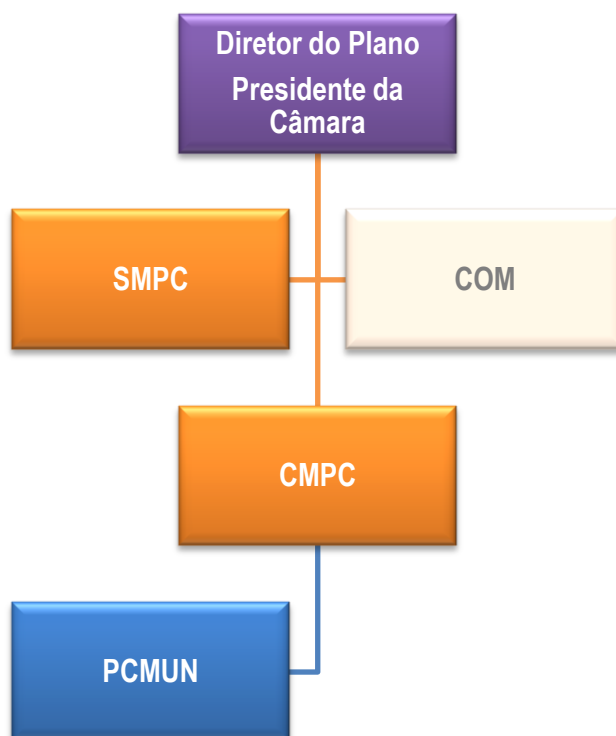 Diretor do Plano
Presidente da
Câmara
SMPC
COM
CMPC
PCMUN